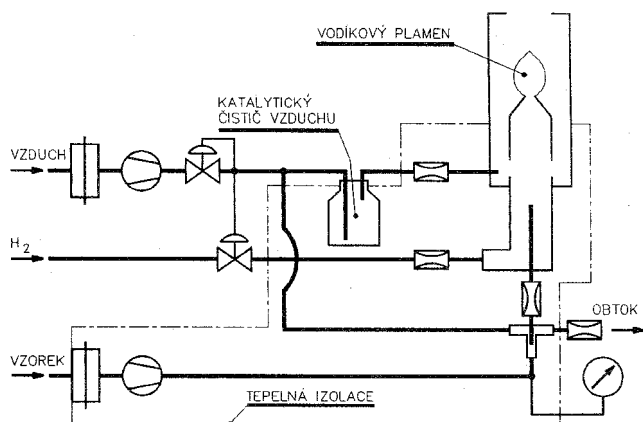 VODÍKOVÝ PLAMEN
KATALYTICKÝ
ČISTIČ VZDUCHU
VZDUCH
H2
OBTOK
VZOREK
TEPELNÁ IZOLACE